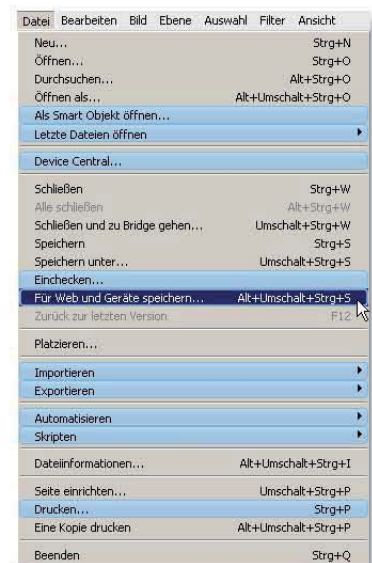 Datei Bearbeiten Bild Ebene Auswahl Filter Ansicht
Neu... Strg+N
Öffnen... Strg+O
Durchsuchen... Alt+Strg+O
Öffnen als... Alt+Umschalt+Strg+O
Als Smart Objekt öffnen...
Letzte Dateien öffnen
Device Central...
Schließen Strg+W
Alle schließen Alt+Strg+W
Schließen und zu Bridge gehen... Umschalt+Strg+W
Speichern Strg+S
Speichern unter... Umschalt+Strg+S
Einchecken...
Für Web und Geräte speichern... Alt+Umschalt+Strg+S
Zurück zur letzten Version F12
Platzieren...
Importieren
Exportieren
Automatisieren
Skripten
Dateiinformationen... Alt+Umschalt+Strg+I
Seite einrichten... Umschalt+Strg+P
Drucken... Strg+P
Eine Kopie drucken Alt+Umschalt+Strg+P
Beenden Strg+Q